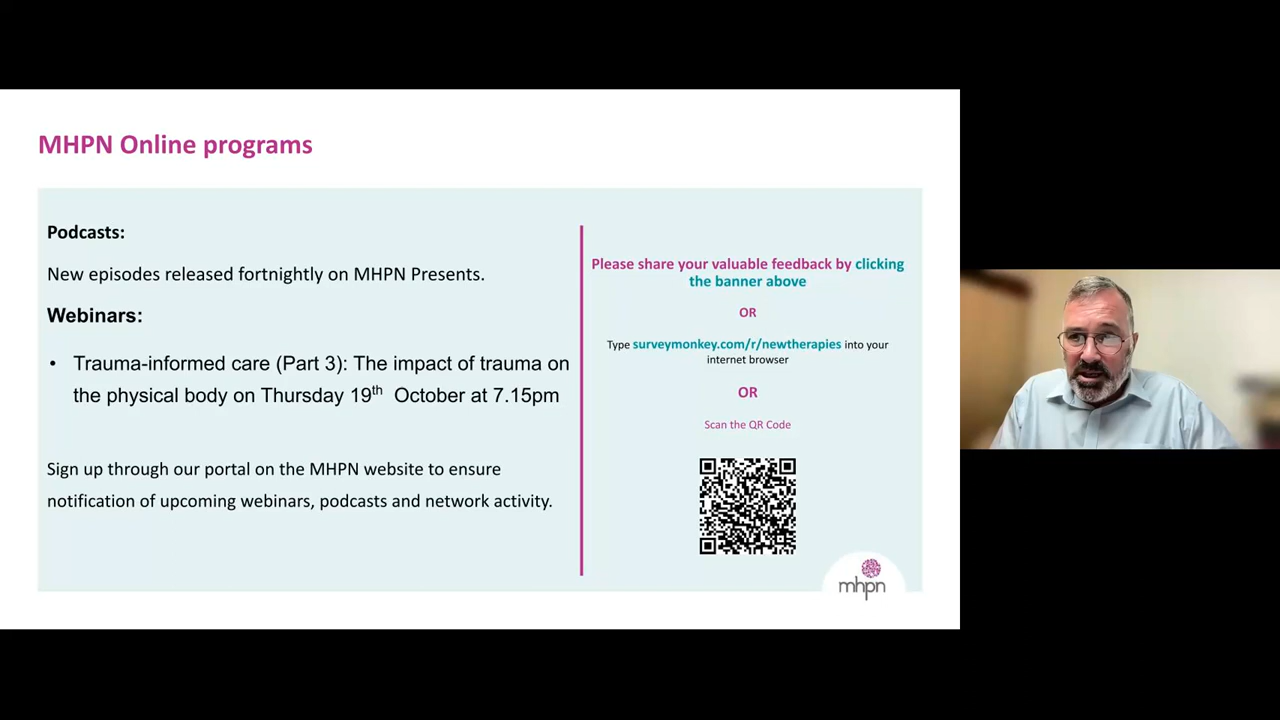 MHPN Online programs
Podcasts:
New episodes released fortnightly on MHPN Presents.
Webinars:
• Trauma-informed care (Part 3): The impact of trauma on
the physical body on Thursday 19th October at 7.15pm
Sign up through our portal on the MHPN website to ensure
notification of upcoming webinars, podcasts and network activity.
Please share your valuable feedback by clicking
the banner above
OR
Type surveymonkey.com/r/newtherapies into your
internet browser
OR
Scan the QR Code
mhpn